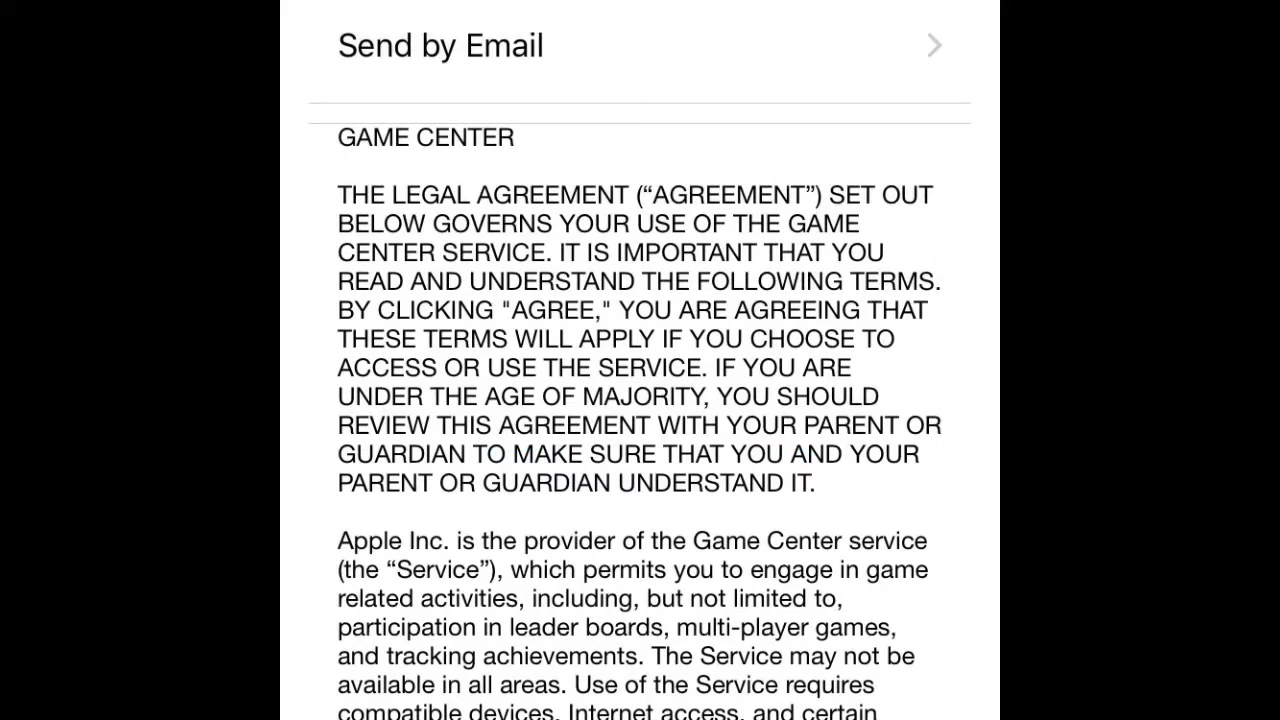 Send by Email
GAME CENTER
THE LEGAL AGREEMENT (“AGREEMENT”) SET OUT
BELOW GOVERNS YOUR USE OF THE GAME
CENTER SERVICE. IT IS IMPORTANT THAT YOU
READ AND UNDERSTAND THE FOLLOWING TERMS.
BY CLICKING "AGREE," YOU ARE AGREEING THAT
THESE TERMS WILL APPLY IF YOU CHOOSE TO
ACCESS OR USE THE SERVICE. IF YOU ARE
UNDER THE AGE OF MAJORITY, YOU SHOULD
REVIEW THIS AGREEMENT WITH YOUR PARENT OR
GUARDIAN TO MAKE SURE THAT YOU AND YOUR
PARENT OR GUARDIAN UNDERSTAND IT.
Apple Inc. is the provider of the Game Center service
(the “Service”), which permits you to engage in game
related activities, including, but not limited to,
participation in leader boards, multi-player games,
and tracking achievements. The Service may not be
available in all areas. Use of the Service requires
compatible devices, Internet access, and certain